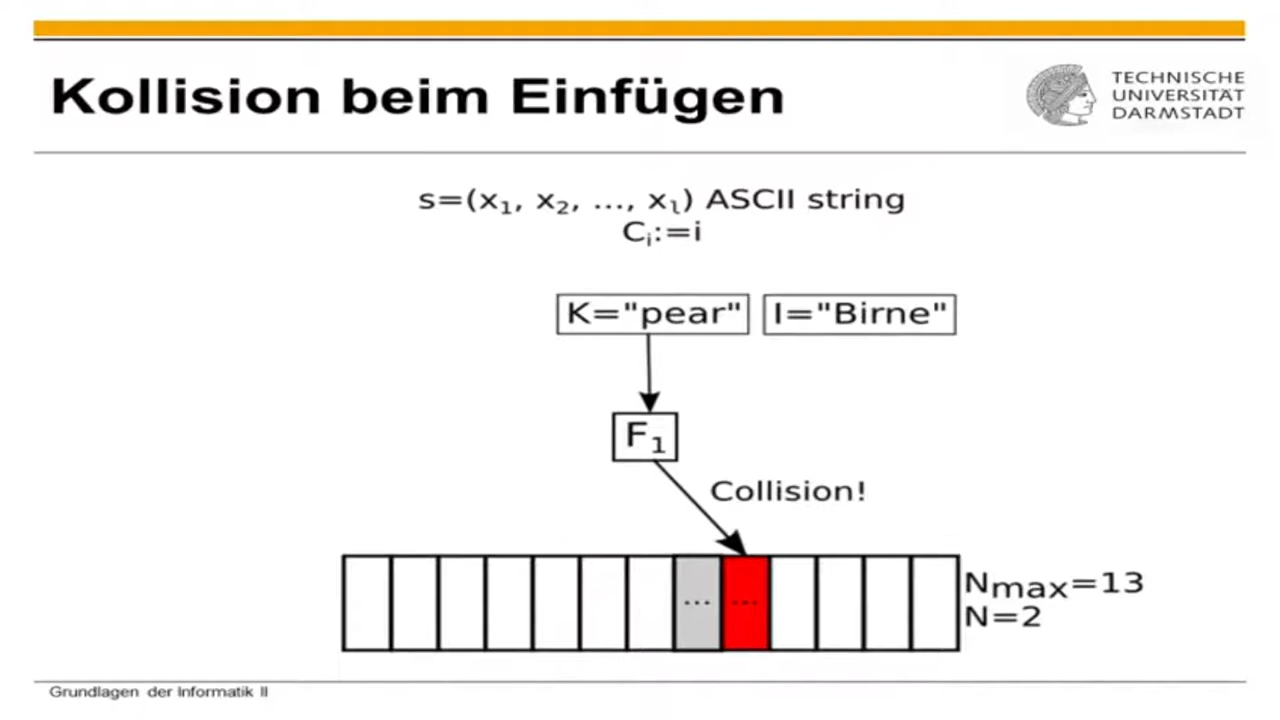 Kollision beim Einfügen
TECHNISCHE
UNIVERSITÄT
DARMSTADT
s=(x₁, x₂, ..., xₗ) ASCII string
Cᵢ:=i
K="pear"
I="Birne"
F₁
Collision!
... ...
Nmax=13
N=2
Grundlagen der Informatik II